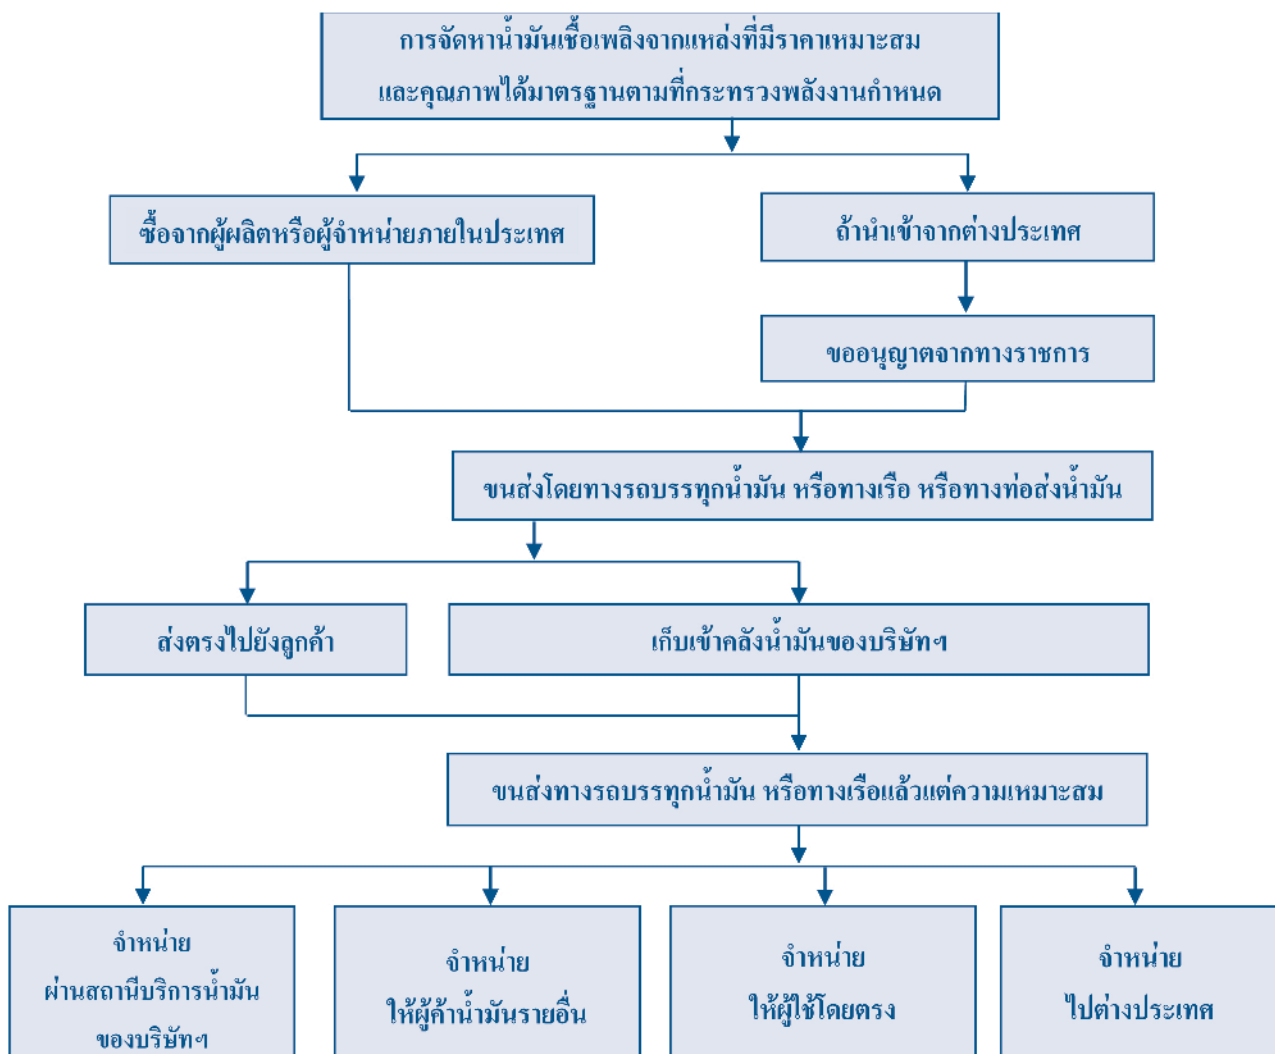 การจัดหาน้ำมันเชื้อเพลิงจากแหล่งที่มีราคาเหมาะสม
และคุณภาพได้มาตรฐานตามที่กระทรวงพลังงานกำหนด
ซื้อจากผู้ผลิตหรือผู้จำหน่ายภายในประเทศ
ถ้านำเข้าจากต่างประเทศ
ขออนุญาตจากทางราชการ
ขนส่งโดยทางรถบรรทุกน้ำมัน หรือทางเรือ หรือทางท่อส่งน้ำมัน
ส่งตรงไปยังลูกค้า
เก็บเข้าคลังน้ำมันของบริษัทฯ
ขนส่งทางรถบรรทุกน้ำมัน หรือทางเรือแล้วแต่ความเหมาะสม
จำหน่าย
ผ่านสถานีบริการน้ำมัน
ของบริษัทฯ
จำหน่าย
ให้ผู้ค้าน้ำมันรายอื่น
จำหน่าย
ให้ผู้ใช้โดยตรง
จำหน่าย
ไปต่างประเทศ